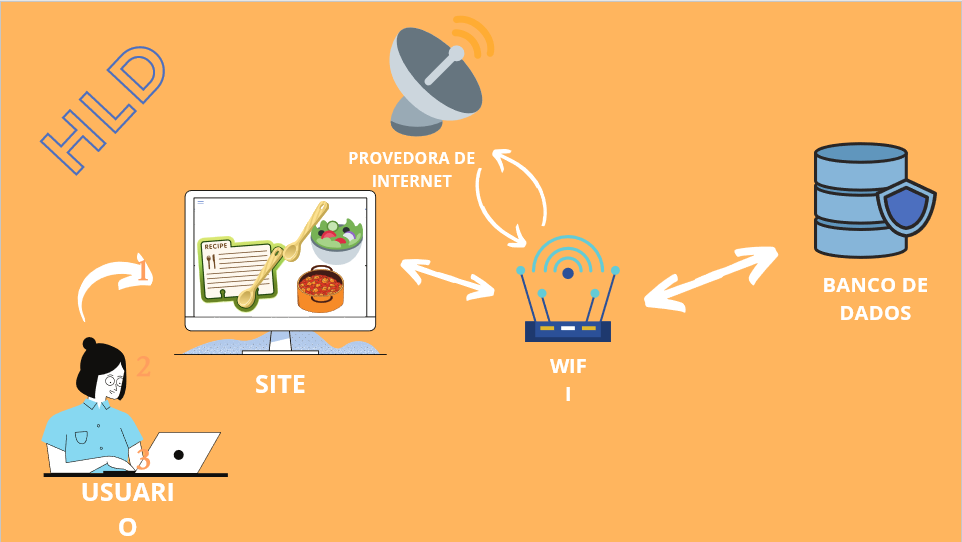 HLD
PROVEDORA DE
INTERNET
RECIPE
1
BANCO DE
DADOS
WIF
I
2
SITE
3
USUARI
O